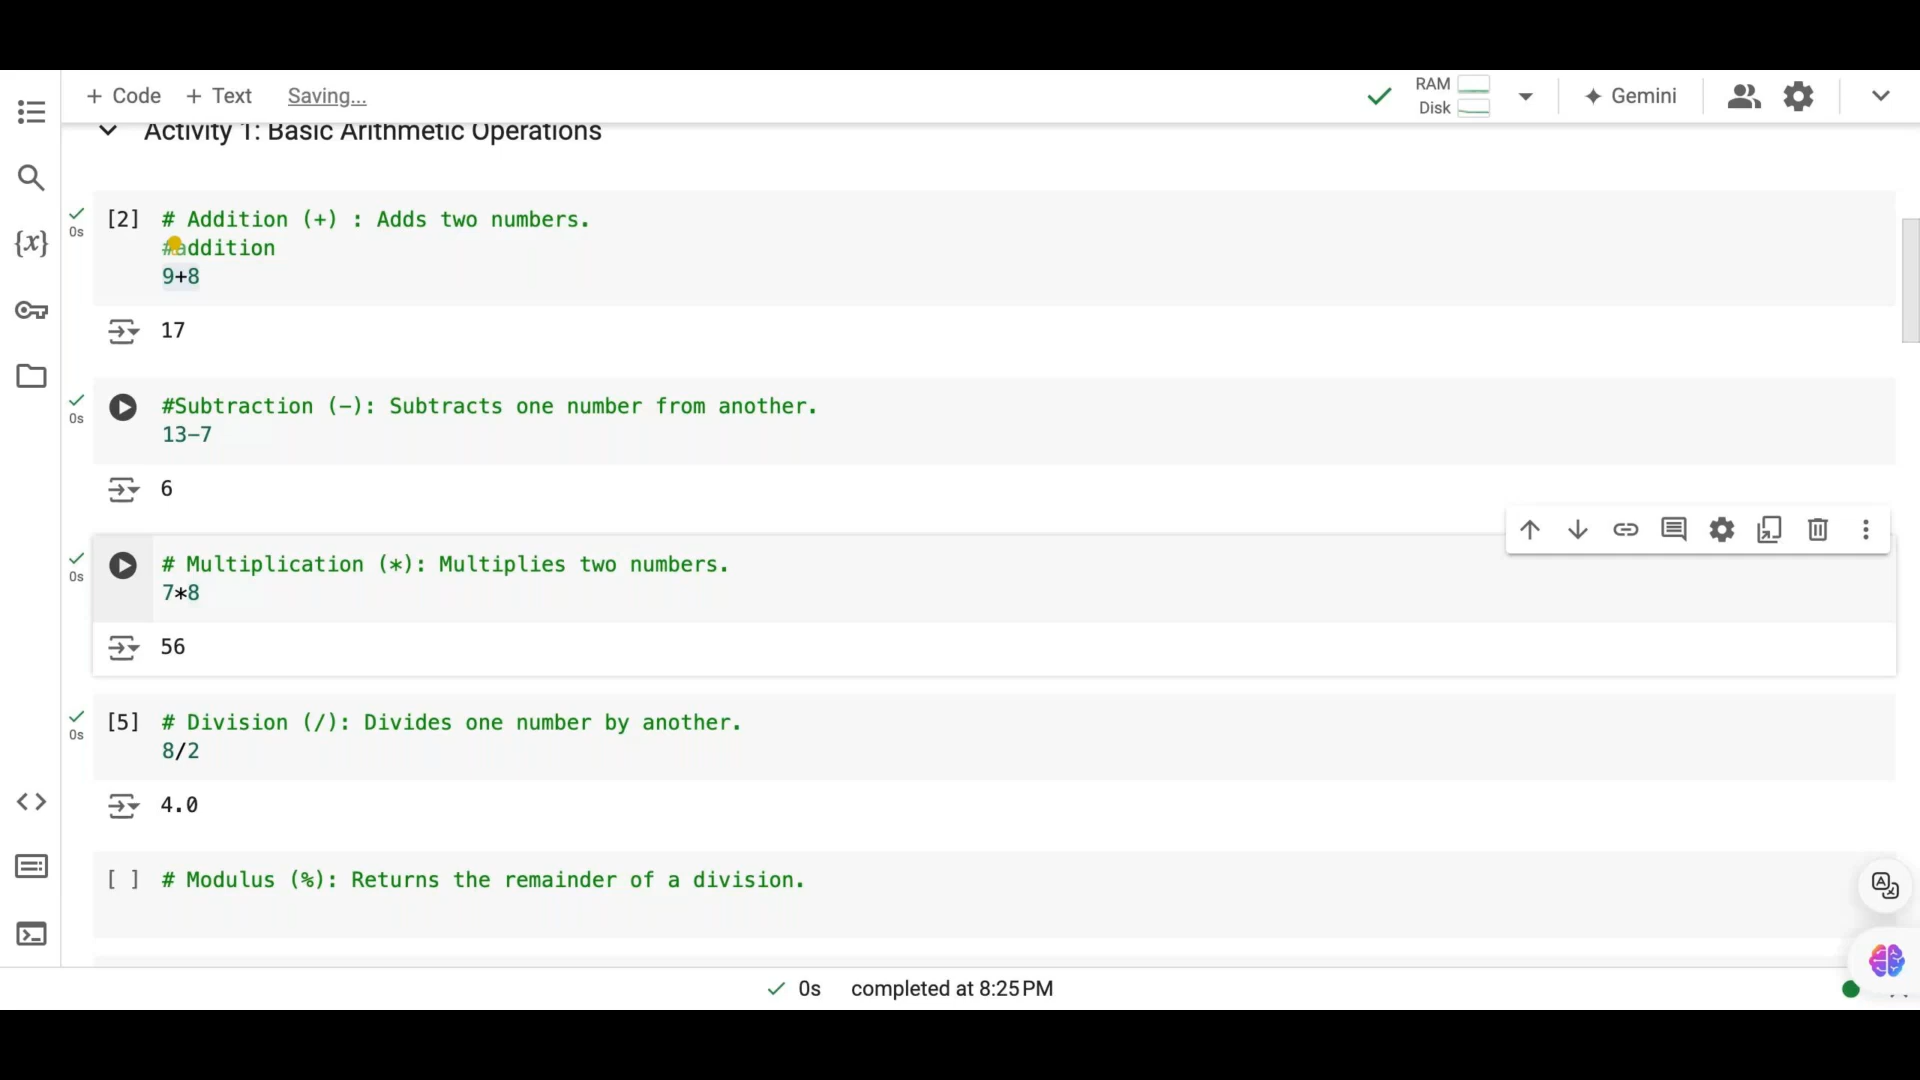 + Code + Text Saving... RAM Disk Gemini
Activity 1: Basic Arithmetic Operations
[2] # Addition (+) : Adds two numbers.
0s
#addition
9+8
17
#Subtraction (-): Subtracts one number from another.
0s
13-7
6
# Multiplication (*): Multiplies two numbers.
0s
7*8
56
[5] # Division (/): Divides one number by another.
0s
8/2
4.0
[ ] # Modulus (%): Returns the remainder of a division.
0s completed at 8:25 PM